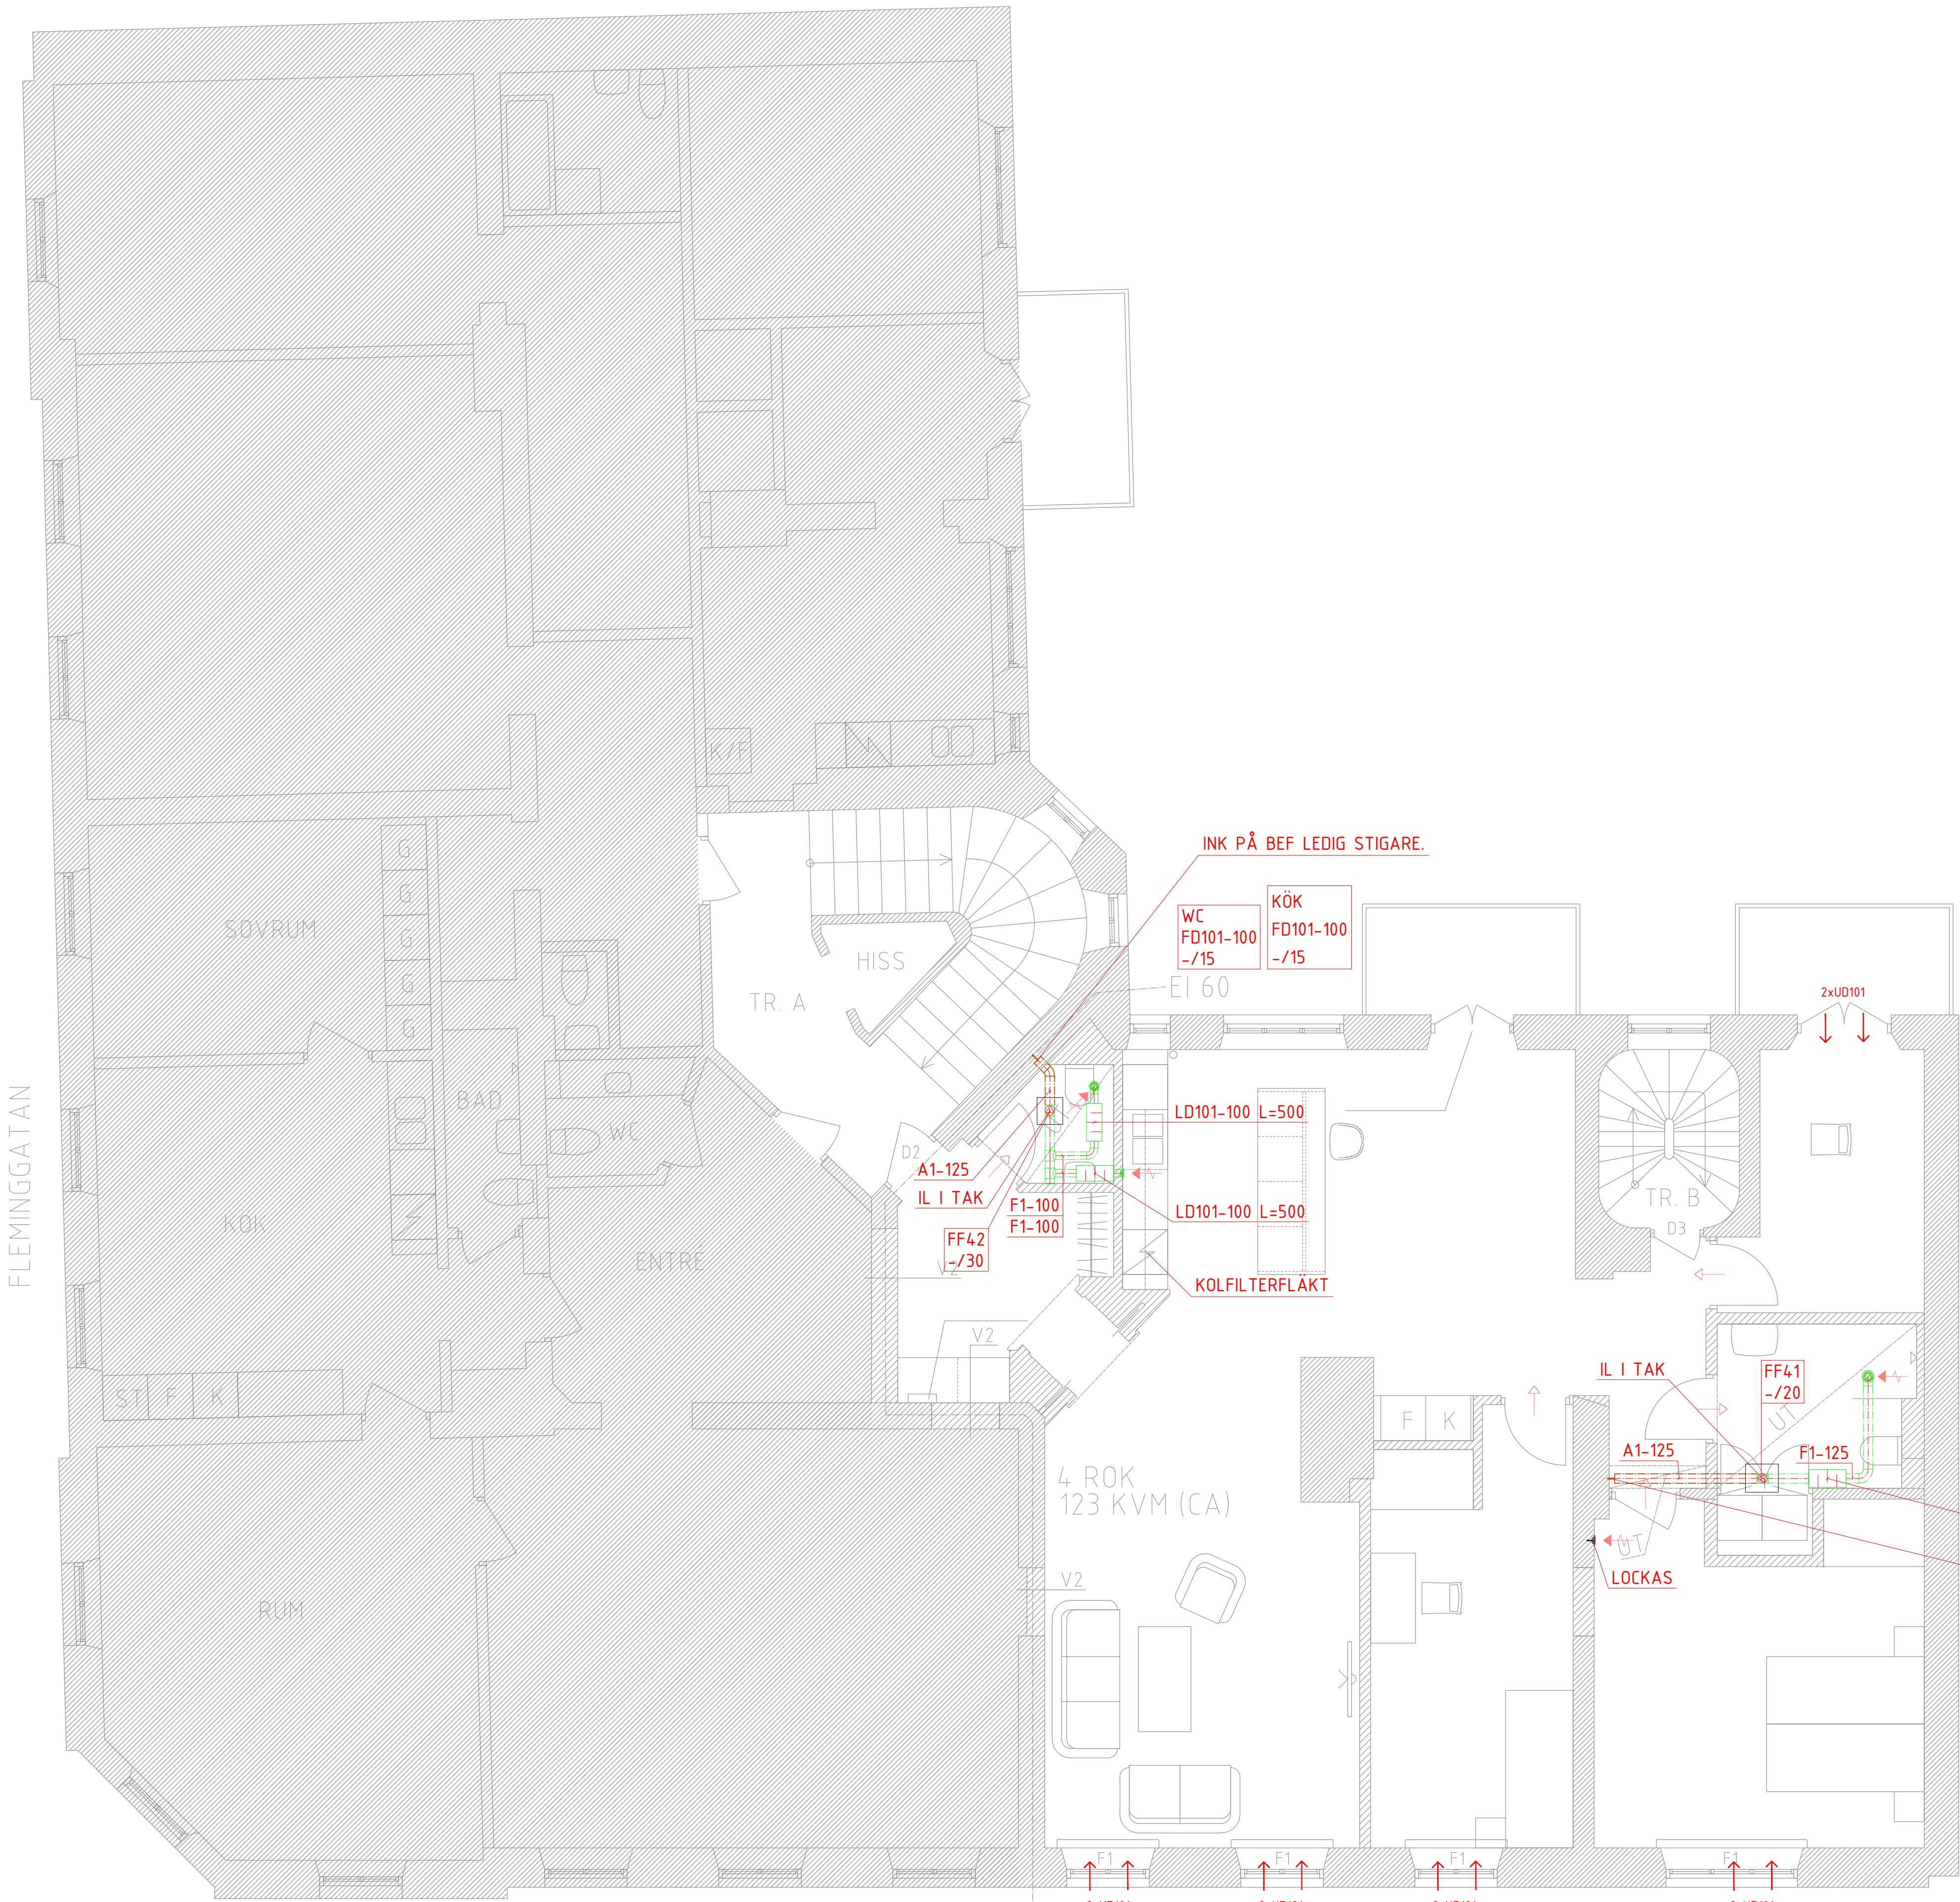 K/F
INK PÅ BEF LEDIG STIGARE.
WC
FD101-100
-/15
KÖK
FD101-100
-/15
G
G
G
G
G
SOVRUM
HISS
TR. A
EI 60
2xUD101
FLEMINGGATAN
BAD
WC
KÖK
ENTRE
D2
A1-125
IL I TAK
F1-100
F1-100
FF42
-/30
V2
LD101-100 L=500
LD101-100 L=500
KOLFILTERFLÄKT
TR. B
D3
V2
ST
F
K
IL I TAK
FF41
-/20
UT
F
K
A1-125
F1-125
4 ROK
123 KVM (CA)
UT
LOCKAS
V2
RUM
F1
F1
F1
F1